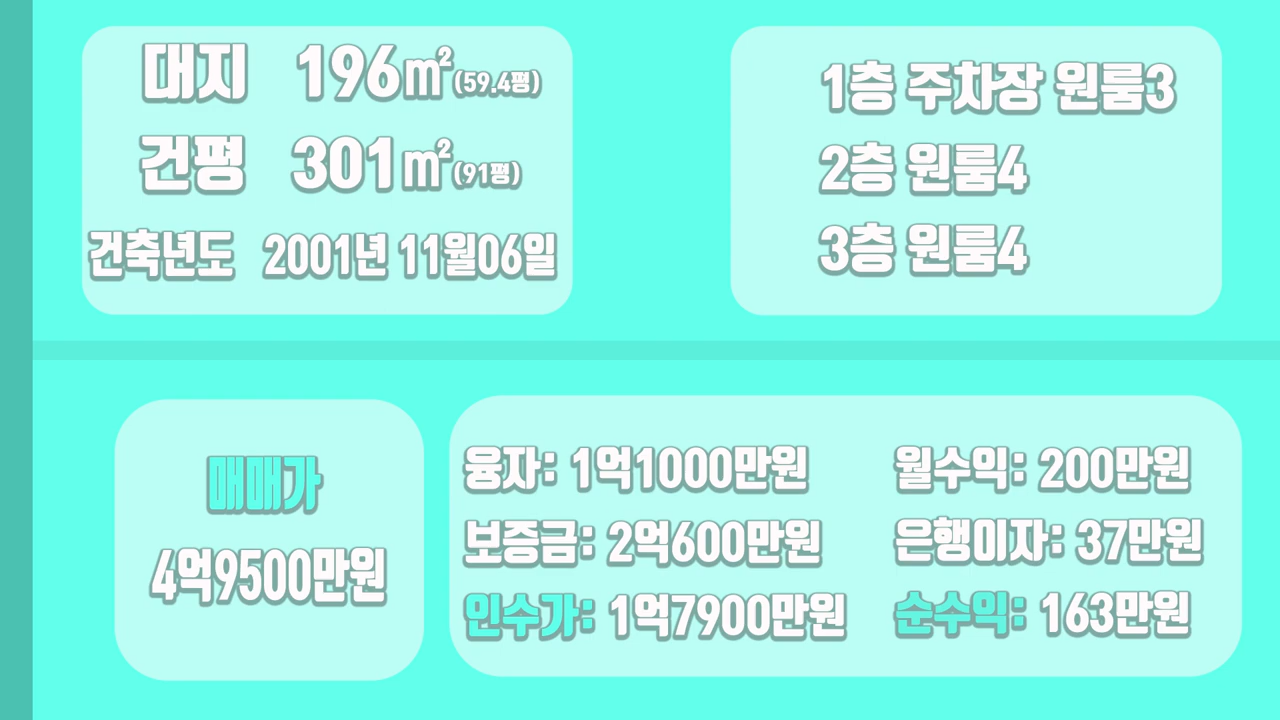 대지 196㎡(59.4평)
건평 301㎡(91평)
건축년도 2001년 11월06일
1층 주차장 원룸3
2층 원룸4
3층 원룸4
매매가
4억9500만원
융자: 1억1000만원
보증금: 2억600만원
인수가: 1억7900만원
월수익: 200만원
은행이자: 37만원
순수익: 163만원